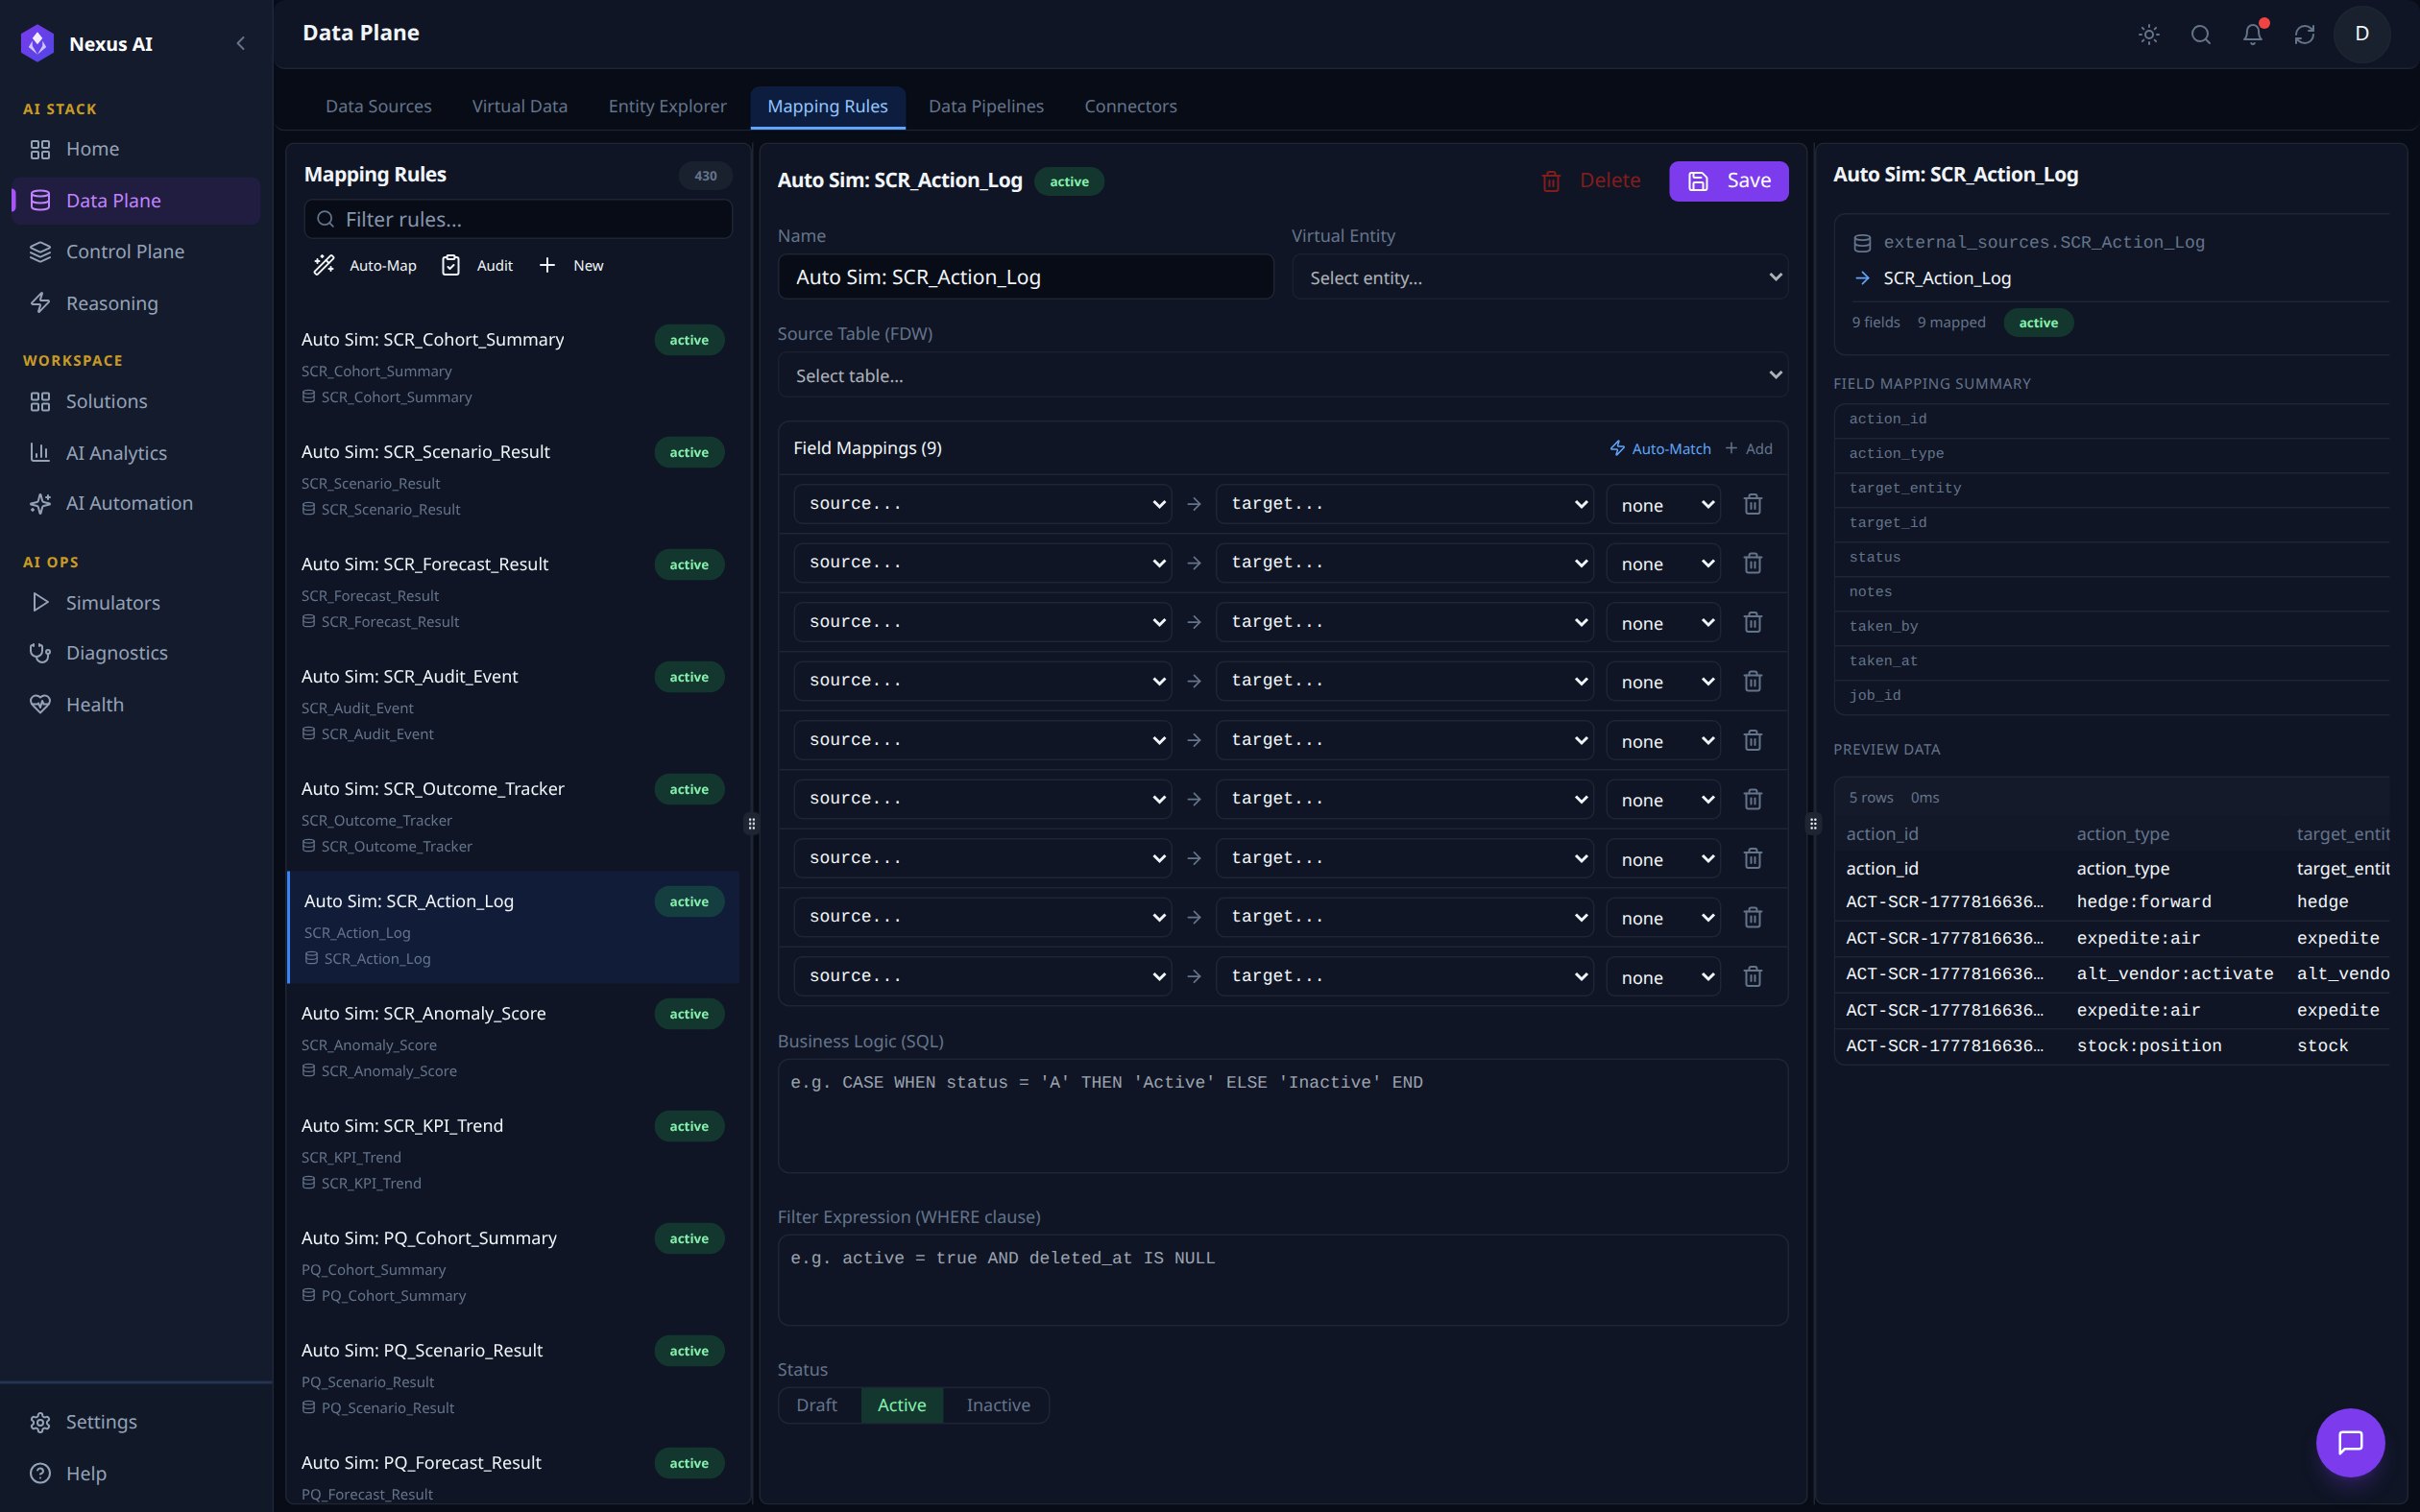 Nexus AI
AI STACK
Home
Data Plane
Control Plane
Reasoning
WORKSPACE
Solutions
AI Analytics
AI Automation
AI OPS
Simulators
Diagnostics
Health
Settings
Help
Data Plane
D
Data Sources
Virtual Data
Entity Explorer
Mapping Rules
Data Pipelines
Connectors
Mapping Rules
430
Filter rules...
Auto-Map
Audit
New
Auto Sim: SCR_Cohort_Summary
active
SCR_Cohort_Summary
SCR_Cohort_Summary
Auto Sim: SCR_Scenario_Result
active
SCR_Scenario_Result
SCR_Scenario_Result
Auto Sim: SCR_Forecast_Result
active
SCR_Forecast_Result
SCR_Forecast_Result
Auto Sim: SCR_Audit_Event
active
SCR_Audit_Event
SCR_Audit_Event
Auto Sim: SCR_Outcome_Tracker
active
SCR_Outcome_Tracker
SCR_Outcome_Tracker
Auto Sim: SCR_Action_Log
active
SCR_Action_Log
SCR_Action_Log
Auto Sim: SCR_Anomaly_Score
active
SCR_Anomaly_Score
SCR_Anomaly_Score
Auto Sim: SCR_KPI_Trend
active
SCR_KPI_Trend
SCR_KPI_Trend
Auto Sim: PQ_Cohort_Summary
active
PQ_Cohort_Summary
PQ_Cohort_Summary
Auto Sim: PQ_Scenario_Result
active
PQ_Scenario_Result
PQ_Scenario_Result
Auto Sim: PQ_Forecast_Result
active
PQ_Forecast_Result
Auto Sim: SCR_Action_Log
active
Delete
Save
Name
Virtual Entity
Auto Sim: SCR_Action_Log
Select entity...
Source Table (FDW)
Select table...
Field Mappings (9)
Auto-Match
Add
source... target... none
source... target... none
source... target... none
source... target... none
source... target... none
source... target... none
source... target... none
source... target... none
source... target... none
Business Logic (SQL)
e.g. CASE WHEN status = 'A' THEN 'Active' ELSE 'Inactive' END
Filter Expression (WHERE clause)
e.g. active = true AND deleted_at IS NULL
Status
Draft Active Inactive
Auto Sim: SCR_Action_Log
external_sources.SCR_Action_Log
SCR_Action_Log
9 fields 9 mapped active
FIELD MAPPING SUMMARY
action_id
action_type
target_entity
target_id
status
notes
taken_by
taken_at
job_id
PREVIEW DATA
5 rows 0ms
action_id action_type target_entit
action_id action_type target_entit
ACT-SCR-1777816636… hedge:forward hedge
ACT-SCR-1777816636… expedite:air expedite
ACT-SCR-1777816636… alt_vendor:activate alt_vendo
ACT-SCR-1777816636… expedite:air expedite
ACT-SCR-1777816636… stock:position stock